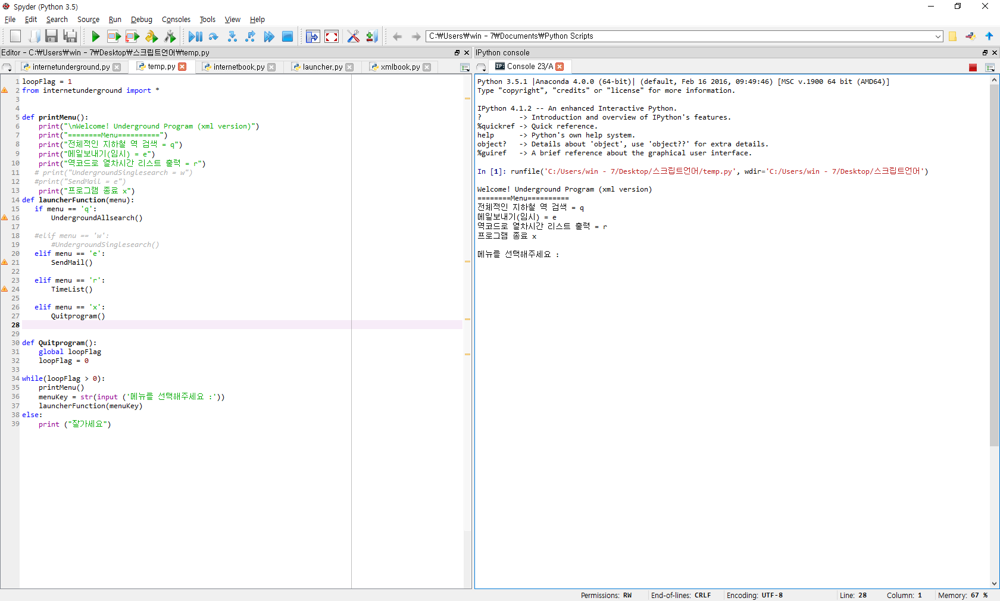 Spyder (Python 3.5)
File Edit Search Source Run Debug Consoles Tools View Help
C:₩Users₩win - 7₩Documents₩Python Scripts
Editor - C:₩Users₩win - 7₩Desktop₩스크립트언어₩temp.py
internetunderground.py temp.py internetbook.py launcher.py xmlbook.py
1 loopFlag = 1
2 from internetunderground import *
3
4
5 def printMenu():
6     print("\nWelcome! Underground Program (xml version)")
7     print("========Menu==========")
8     print("전체적인 지하철 역 검색 = q")
9     print("메일보내기(임시) = e")
10     print("역코드로 열차시간 리스트 출력 = r")
11    # print("UndergroundSinglesearch = w")
12    #print("SendMail = e")
13     print("프로그램 종료 x")
14 def launcherFunction(menu):
15    if menu == 'q':
16        UndergroundAllsearch()
17
18    #elif menu == 'w':
19        #UndergroundSinglesearch()
20    elif menu == 'e':
21        SendMail()
22
23    elif menu == 'r':
24        TimeList()
25
26    elif menu == 'x':
27        Quitprogram()
28
29
30 def Quitprogram():
31     global loopFlag
32     loopFlag = 0
33
34 while(loopFlag > 0):
35     printMenu()
36     menuKey = str(input ('메뉴를 선택해주세요 :'))
37     launcherFunction(menuKey)
38 else:
39     print ("잘가세요")
IPython console
IP: Console 23/A
Python 3.5.1 |Anaconda 4.0.0 (64-bit)| (default, Feb 16 2016, 09:49:46) [MSC v.1900 64 bit (AMD64)]
Type "copyright", "credits" or "license" for more information.
IPython 4.1.2 -- An enhanced Interactive Python.
?         -> Introduction and overview of IPython's features.
%quickref -> Quick reference.
help      -> Python's own help system.
object?   -> Details about 'object', use 'object??' for extra details.
%guiref   -> A brief reference about the graphical user interface.
In [1]: runfile('C:/Users/win - 7/Desktop/스크립트언어/temp.py', wdir='C:/Users/win - 7/Desktop/스크립트언어')
Welcome! Underground Program (xml version)
========Menu==========
전체적인 지하철 역 검색 = q
메일보내기(임시) = e
역코드로 열차시간 리스트 출력 = r
프로그램 종료 x
메뉴를 선택해주세요 :
Permissions: RW End-of-lines: CRLF Encoding: UTF-8 Line: 28 Column: 1 Memory: 67 %